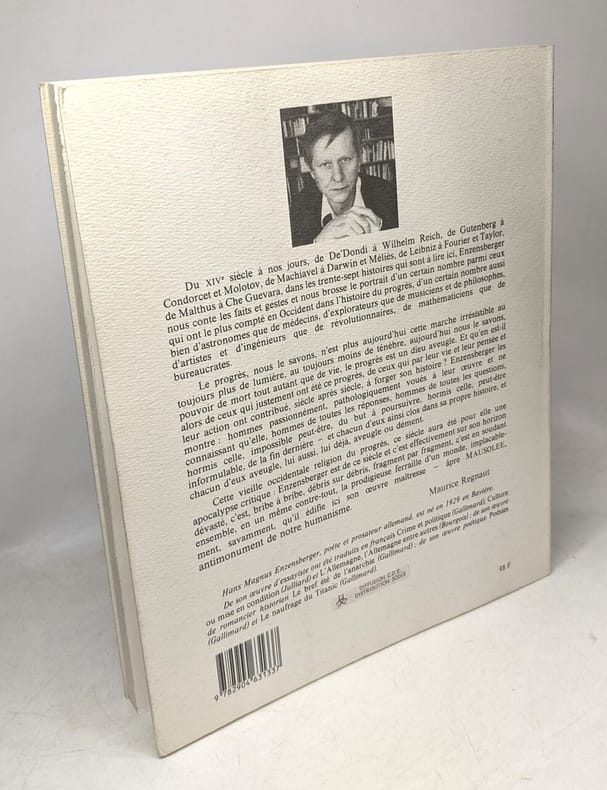 Du XIVe siècle à nos jours, de De'Dondi à Wilhelm Reich, de Gutenberg à
Condorcet et Molotov, de Machiavel à Darwin et Méliès, de Leibniz à Fourier et Taylor,
de Malthus à Che Guevara, dans les trente-sept histoires qui sont à lire ici, Enzensberger
nous conte les faits et gestes et nous brosse le portrait d'un certain nombre parmi ceux
qui ont le plus compté en Occident dans l'histoire du progrès, d'un certain nombre aussi
bien d'astronomes que de médecins, d'explorateurs que de musiciens et de philosophes,
d'artistes et d'ingénieurs que de révolutionnaires, de mathématiciens que de
bureaucrates.
Le progrès, nous le savons, n'est plus aujourd'hui cette marche irrésistible au
toujours plus de lumière, au toujours moins de ténèbre, aujourd'hui nous le savons,
pouvoir de mort tout autant que de vie, le progrès est un dieu aveugle. Et qu'en est-il
alors de ceux qui justement ont été ce progrès, de ceux qui par leur vie et leur pensée et
leur action ont contribué, siècle après siècle, à forger son histoire ? Enzensberger les
montre : hommes passionnément, pathologiquement voués à leur œuvre et ne
connaissant qu'elle, hommes de toutes les réponses, hommes de toutes les questions,
hormis celle, impossible peut-être, du but à poursuivre, hormis celle, peut-être
informulable, de la fin dernière – et chacun d'eux ainsi clos dans sa propre histoire, et
chacun d'eux aveugle, lui aussi, lui déjà, aveugle ou dément.
Cette vieille occidentale religion du progrès, ce siècle aura été pour elle une
apocalypse critique : Enzensberger est de ce siècle et c'est effectivement sur son horizon
dévasté, c'est, bribe à bribe, débris sur débris, fragment par fragment, c'est en soudant
ensemble, en un même contre-tout, la prodigieuse ferraille d'un monde, implacable-
ment, savamment, qu'il édifie ici son œuvre maîtresse – âpre MAUSOLEE,
antimonument de notre humanisme.
Maurice Regnaut
Hans Magnus Enzensberger, poète et prosateur allemand, est né en 1929 en Bavière.
De son œuvre d'essayiste ont été traduits en français Crime et politique (Gallimard), Culture
ou mise en condition (Julliard) et L'Allemagne, l'Allemagne entre autres (Bourgois) ; de son œuvre
de romancier historien Le bref été de l'anarchie (Gallimard) ; de son œuvre poétique Poésies
(Gallimard) et Le naufrage du Titanic (Gallimard).
DIFFUSION C.D.E.
DISTRIBUTION SODIS
98 F
9 782904 631337